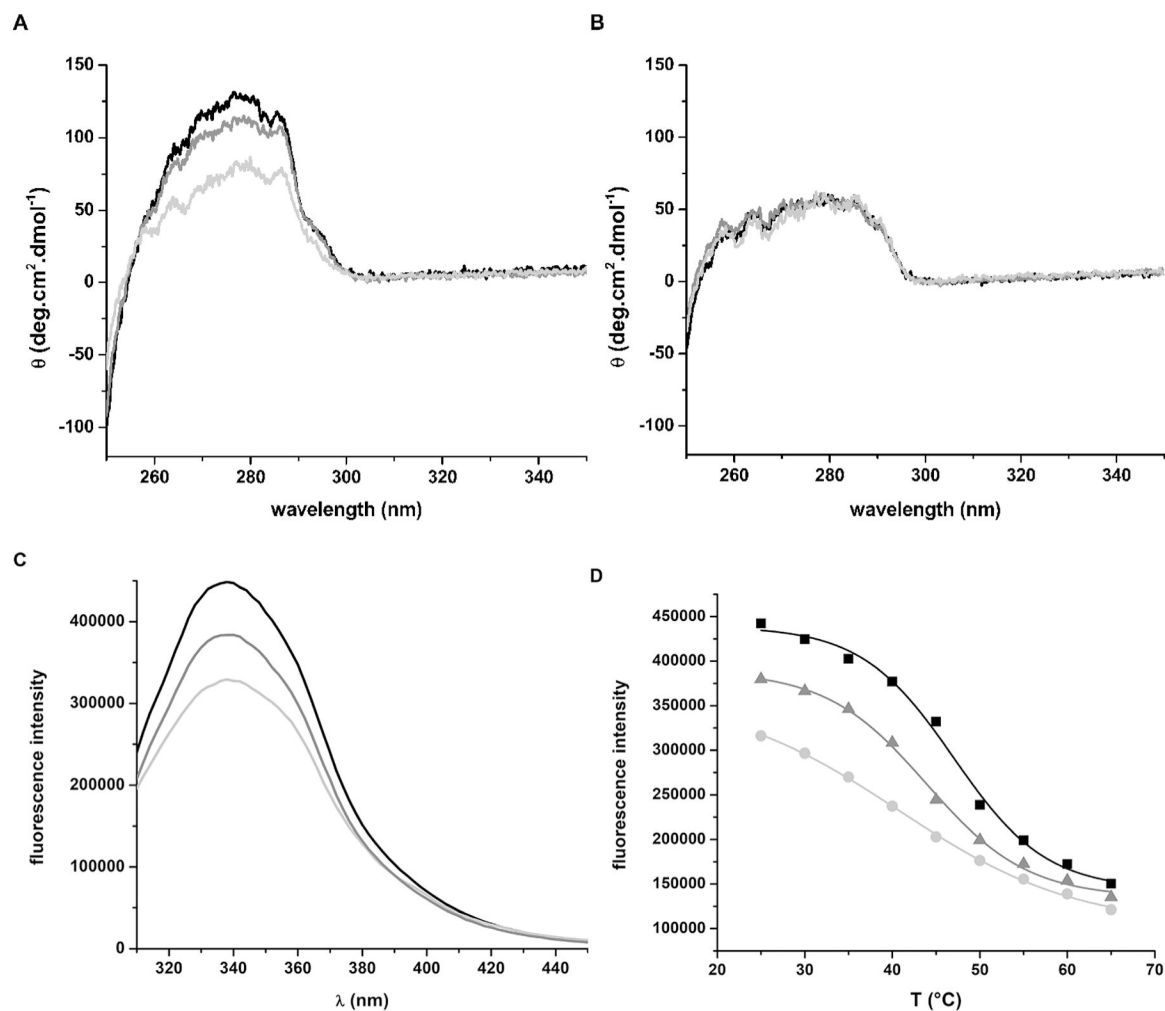 A
150
100
50
0
-50
-100
θ (deg.cm².dmol⁻¹)
260 280 300 320 340
wavelength (nm)
B
150
100
50
0
-50
-100
θ (deg.cm².dmol⁻¹)
260 280 300 320 340
wavelength (nm)
C
400000
300000
200000
100000
0
fluorescence intensity
320 340 360 380 400 420 440
λ (nm)
D
450000
400000
350000
300000
250000
200000
150000
100000
fluorescence intensity
20 30 40 50 60 70
T (°C)